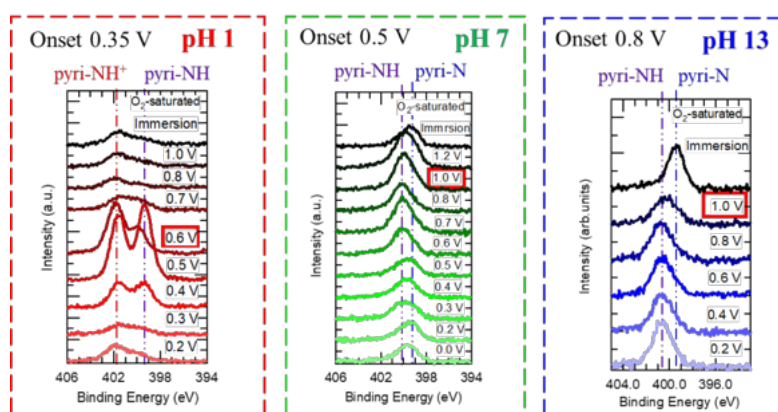 Onset 0.35 V pH 1
pyri-NH⁺ pyri-NH
O₂-saturated
Immersion
1.0 V
0.8 V
0.7 V
0.6 V
0.5 V
0.4 V
0.3 V
0.2 V
Intensity (a.u.)
406 402 398 394
Binding Energy (eV)
Onset 0.5 V pH 7
pyri-NH pyri-N
O₂-saturated
Immrsion
1.2 V
1.0 V
0.8 V
0.7 V
0.6 V
0.5 V
0.4 V
0.3 V
0.2 V
0.0 V
Intensity (a.u.)
406 402 398 394
Binding Energy (eV)
Onset 0.8 V pH 13
pyri-NH pyri-N
O₂-saturated
Immersion
1.0 V
0.8 V
0.6 V
0.4 V
0.2 V
Intensity (arb.units)
404.0 400.0 396.0
Binding Energy (eV)